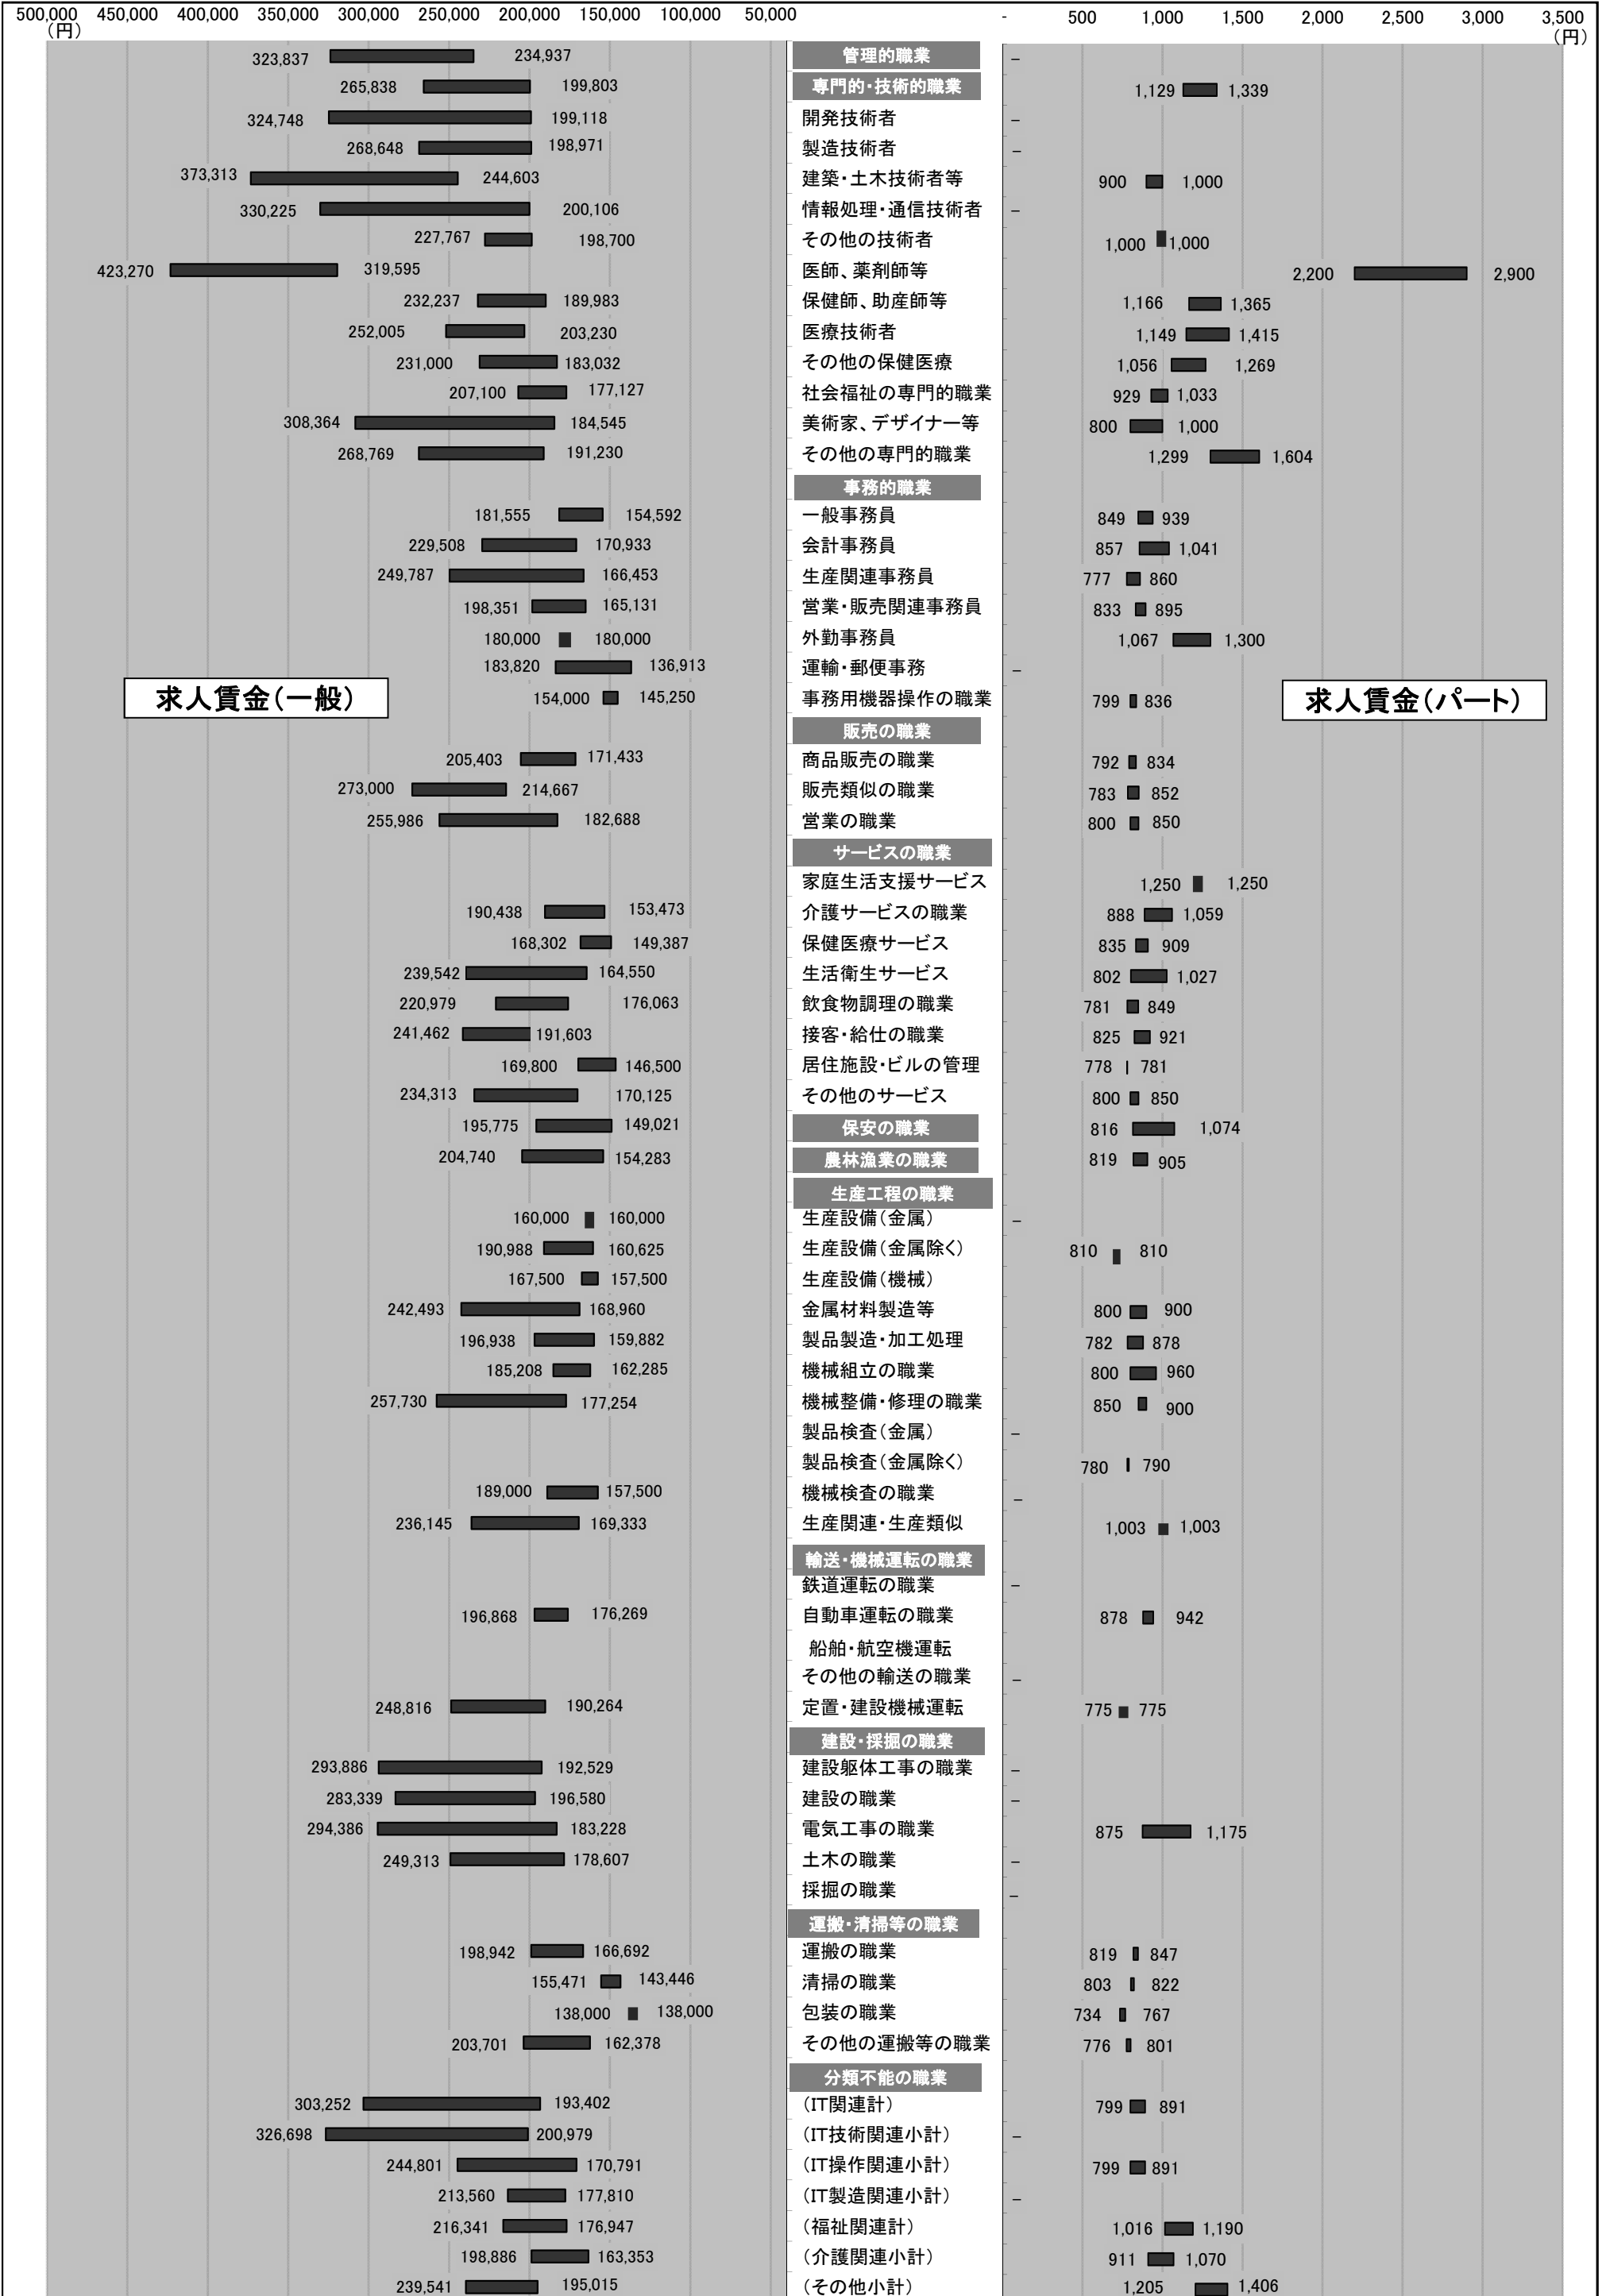 500,000 450,000 400,000 350,000 300,000 250,000 200,000 150,000 100,000 50,000 - 500 1,000 1,500 2,000 2,500 3,000 3,500
（円） （円）
323,837 234,937 管理的職業 –
265,838 199,803 専門的・技術的職業 1,129 1,339
324,748 199,118 開発技術者 –
268,648 198,971 製造技術者 –
373,313 244,603 建築・土木技術者等 900 1,000
330,225 200,106 情報処理・通信技術者 –
227,767 198,700 その他の技術者 1,000 1,000
423,270 319,595 医師、薬剤師等 2,200 2,900
232,237 189,983 保健師、助産師等 1,166 1,365
252,005 203,230 医療技術者 1,149 1,415
231,000 183,032 その他の保健医療 1,056 1,269
207,100 177,127 社会福祉の専門的職業 929 1,033
308,364 184,545 美術家、デザイナー等 800 1,000
268,769 191,230 その他の専門的職業 1,299 1,604
事務的職業
181,555 154,592 一般事務員 849 939
229,508 170,933 会計事務員 857 1,041
249,787 166,453 生産関連事務員 777 860
198,351 165,131 営業・販売関連事務員 833 895
180,000 180,000 外勤事務員 1,067 1,300
183,820 136,913 運輸・郵便事務 –
求人賃金（一般） 154,000 145,250 事務用機器操作の職業 799 836 求人賃金（パート）
販売の職業
205,403 171,433 商品販売の職業 792 834
273,000 214,667 販売類似の職業 783 852
255,986 182,688 営業の職業 800 850
サービスの職業
家庭生活支援サービス 1,250 1,250
190,438 153,473 介護サービスの職業 888 1,059
168,302 149,387 保健医療サービス 835 909
239,542 164,550 生活衛生サービス 802 1,027
220,979 176,063 飲食物調理の職業 781 849
241,462 191,603 接客・給仕の職業 825 921
169,800 146,500 居住施設・ビルの管理 778 781
234,313 170,125 その他のサービス 800 850
195,775 149,021 保安の職業 816 1,074
204,740 154,283 農林漁業の職業 819 905
生産工程の職業
160,000 160,000 生産設備（金属） –
190,988 160,625 生産設備（金属除く） 810 810
167,500 157,500 生産設備（機械）
242,493 168,960 金属材料製造等 800 900
196,938 159,882 製品製造・加工処理 782 878
185,208 162,285 機械組立の職業 800 960
257,730 177,254 機械整備・修理の職業 850 900
製品検査（金属） –
製品検査（金属除く） 780 790
189,000 157,500 機械検査の職業 –
236,145 169,333 生産関連・生産類似 1,003 1,003
輸送・機械運転の職業
鉄道運転の職業 –
196,868 176,269 自動車運転の職業 878 942
船舶・航空機運転
その他の輸送の職業 –
248,816 190,264 定置・建設機械運転 775 775
建設・採掘の職業
293,886 192,529 建設躯体工事の職業 –
283,339 196,580 建設の職業 –
294,386 183,228 電気工事の職業 875 1,175
249,313 178,607 土木の職業 –
採掘の職業 –
運搬・清掃等の職業
198,942 166,692 運搬の職業 819 847
155,471 143,446 清掃の職業 803 822
138,000 138,000 包装の職業 734 767
203,701 162,378 その他の運搬等の職業 776 801
分類不能の職業
303,252 193,402 （IT関連計） 799 891
326,698 200,979 （IT技術関連小計） –
244,801 170,791 （IT操作関連小計） 799 891
213,560 177,810 （IT製造関連小計） –
216,341 176,947 （福祉関連計） 1,016 1,190
198,886 163,353 （介護関連小計） 911 1,070
239,541 195,015 （その他小計） 1,205 1,406